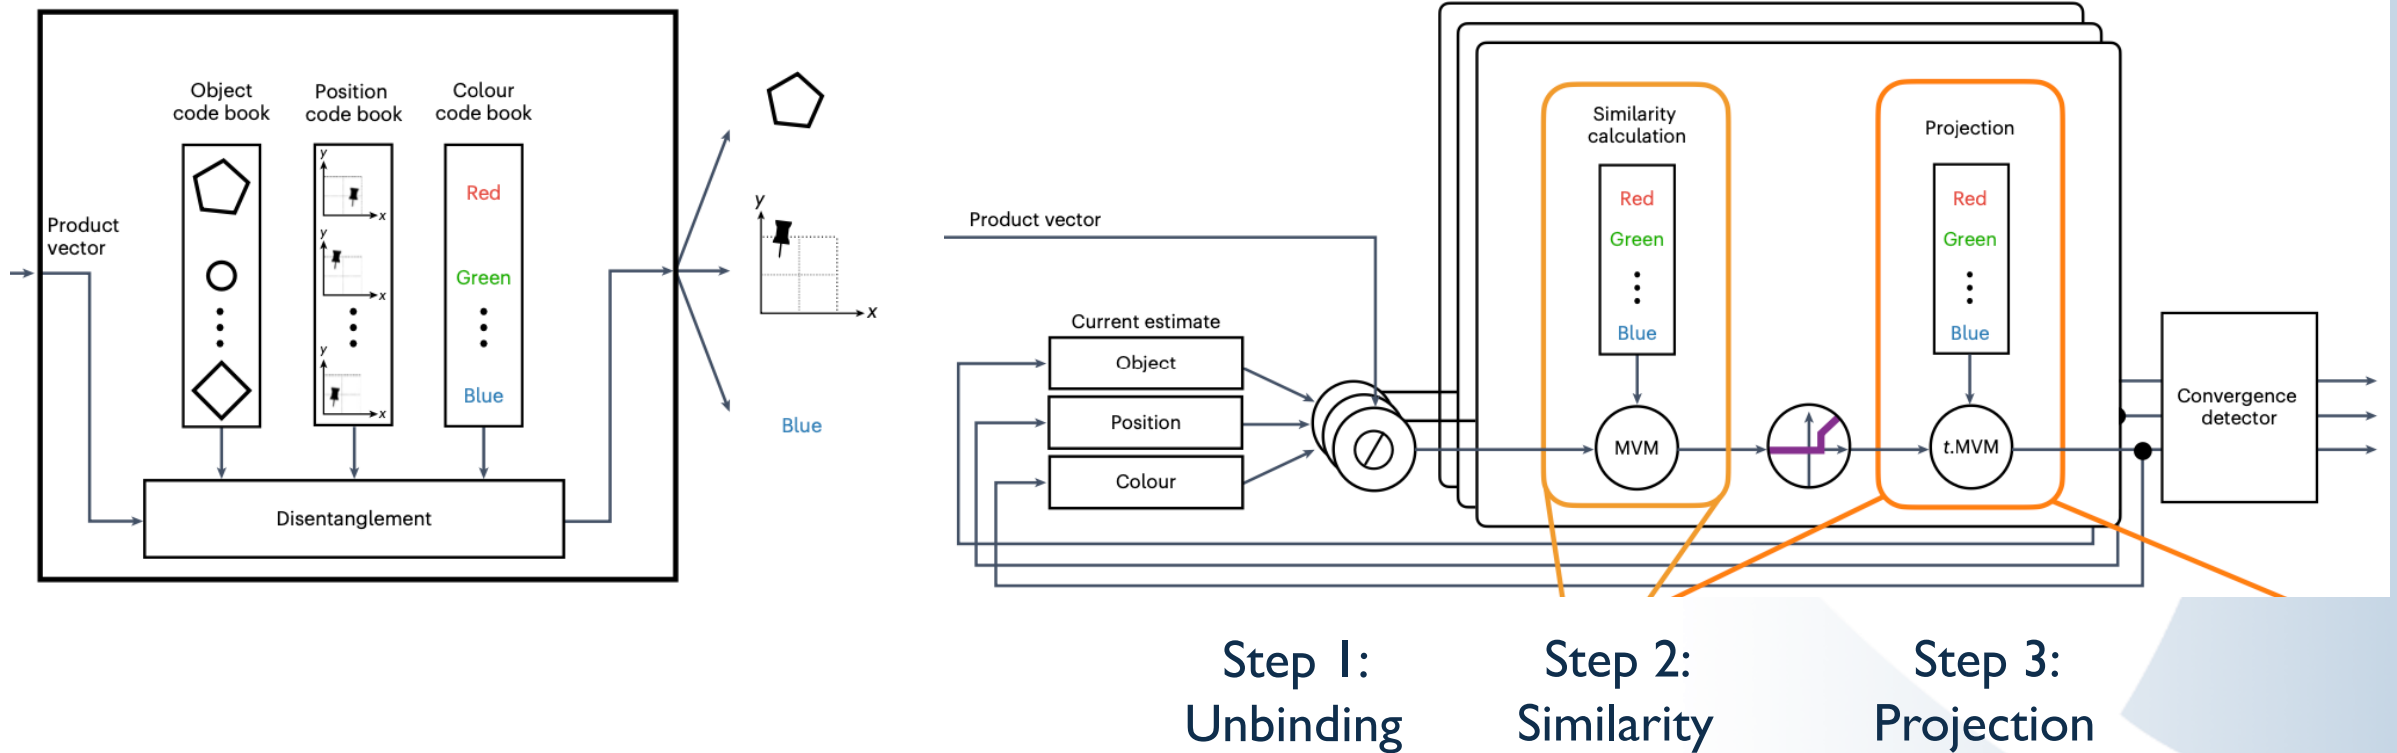 Object
code book
Position
code book
Colour
code book
y
x
y
x
y
x
Red
Green
Blue
Product
vector
Disentanglement
y
x
Blue
Product vector
Current estimate
Object
Position
Colour
Similarity
calculation
Red
Green
Blue
MVM
Projection
Red
Green
Blue
t.MVM
Convergence
detector
Step 1:
Unbinding
Step 2:
Similarity
Step 3:
Projection